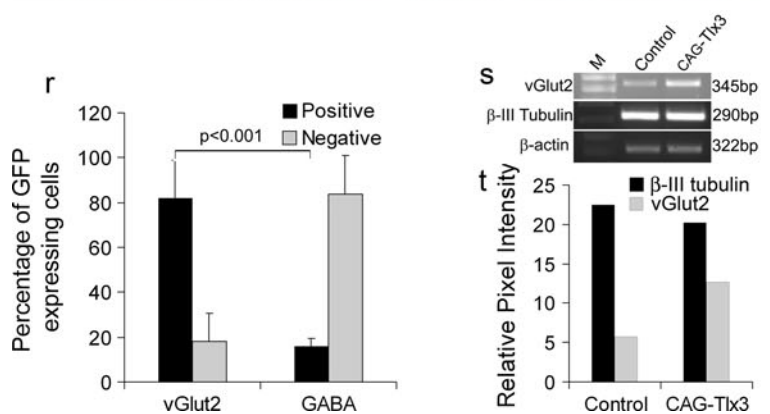 r
120
100
80
60
40
20
0
Percentage of GFP
expressing cells
Positive
Negative
p<0.001
vGlut2 GABA
s
M Control CAG-Tlx3
vGlut2 345bp
β-III Tubulin 290bp
β-actin 322bp
t
25
20
15
10
5
0
Relative Pixel Intensity
β-III tubulin
vGlut2
Control CAG-Tlx3